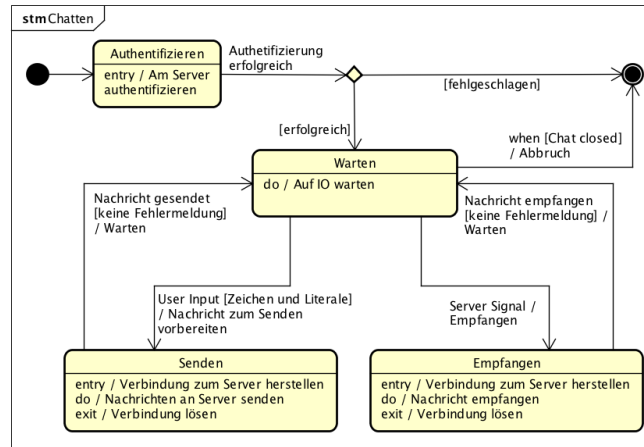 stm Chatten
Authentifizieren
entry / Am Server
authentifizieren
Authetifizierung
erfolgreich
[fehlgeschlagen]
[erfolgreich]
when [Chat closed]
/ Abbruch
Warten
do / Auf IO warten
Nachricht gesendet
[keine Fehlermeldung]
/ Warten
Nachricht empfangen
[keine Fehlermeldung] /
Warten
User Input [Zeichen und Literale]
/ Nachricht zum Senden
vorbereiten
Server Signal /
Empfangen
Senden
entry / Verbindung zum Server herstellen
do / Nachrichten an Server senden
exit / Verbindung lösen
Empfangen
entry / Verbindung zum Server herstellen
do / Nachricht empfangen
exit / Verbindung lösen